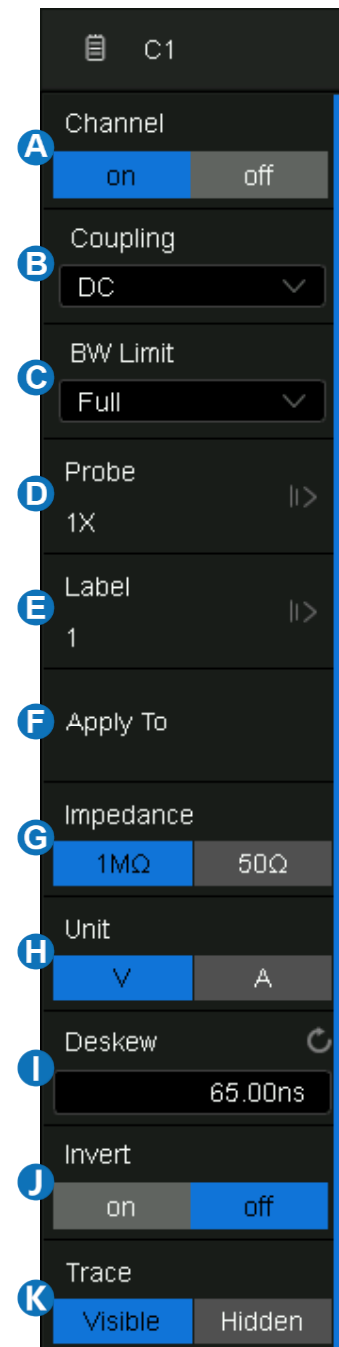 C1
A
Channel
on off
B
Coupling
DC
C
BW Limit
Full
D
Probe
1X
E
Label
1
F
Apply To
G
Impedance
1MΩ 50Ω
H
Unit
V A
I
Deskew
65.00ns
J
Invert
on off
K
Trace
Visible Hidden